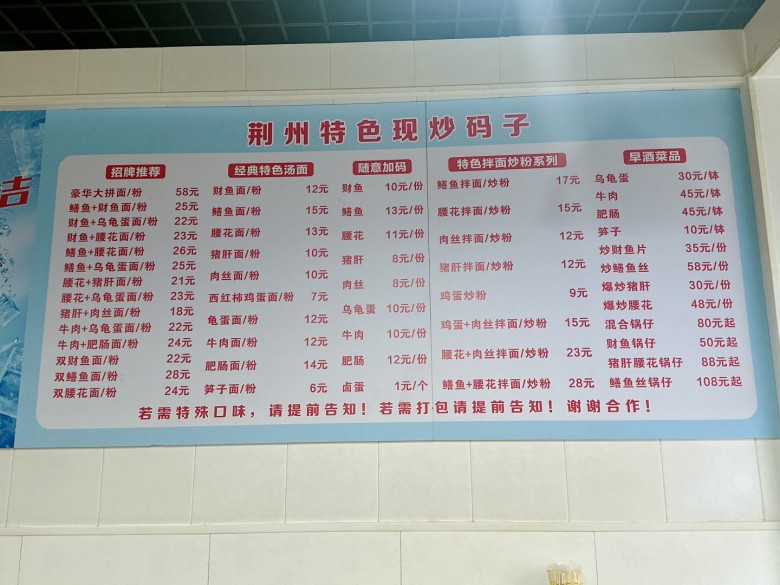 洁
荆州特色现炒码子
招牌推荐
豪华大拼面/粉 58元
鳝鱼+财鱼面/粉 25元
财鱼+乌龟蛋面/粉 22元
财鱼+腰花面/粉 23元
鳝鱼+腰花面/粉 26元
鳝鱼+乌龟蛋面/粉 25元
腰花+猪肝面/粉 21元
腰花+乌龟蛋面/粉 23元
猪肝+肉丝面/粉 18元
牛肉+乌龟蛋面/粉 22元
牛肉+肥肠面/粉 24元
双财鱼面/粉 22元
双鳝鱼面/粉 28元
双腰花面/粉 24元
经典特色汤面
财鱼面/粉 12元
鳝鱼面/粉 15元
腰花面/粉 13元
猪肝面/粉 10元
肉丝面/粉 10元
西红柿鸡蛋面/粉 7元
龟蛋面/粉 12元
牛肉面/粉 12元
肥肠面/粉 14元
笋子面/粉 6元
随意加码
财鱼 10元/份
鳝鱼 13元/份
腰花 11元/份
猪肝 8元/份
肉丝 8元/份
乌龟蛋 10元/份
牛肉 10元/份
肥肠 12元/份
卤蛋 1元/个
特色拌面炒粉系列
鳝鱼拌面/炒粉 17元
腰花拌面/炒粉 15元
肉丝拌面/炒粉 12元
猪肝拌面/炒粉 12元
鸡蛋炒粉 9元
鸡蛋+肉丝拌面/炒粉 15元
腰花+肉丝拌面/炒粉 23元
鳝鱼+腰花拌面/炒粉 28元
早酒菜品
乌龟蛋 30元/钵
牛肉 45元/钵
肥肠 45元/钵
笋子 10元/钵
炒财鱼片 35元/份
炒鳝鱼丝 58元/份
爆炒猪肝 30元/份
爆炒腰花 48元/份
混合锅仔 80元起
财鱼锅仔 50元起
猪肝腰花锅仔 88元起
鳝鱼丝锅仔 108元起
若需特殊口味，请提前告知！若需打包请提前告知！谢谢合作！